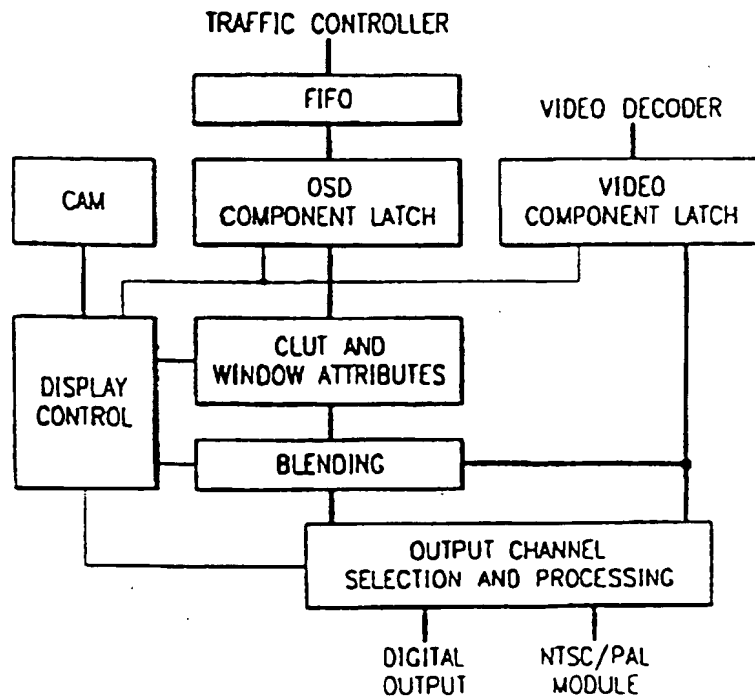 TRAFFIC CONTROLLER
FIFO
VIDEO DECODER
CAM
OSD
COMPONENT LATCH
VIDEO
COMPONENT LATCH
CLUT AND
WINDOW ATTRIBUTES
DISPLAY
CONTROL
BLENDING
OUTPUT CHANNEL
SELECTION AND PROCESSING
DIGITAL
OUTPUT
NTSC/PAL
MODULE